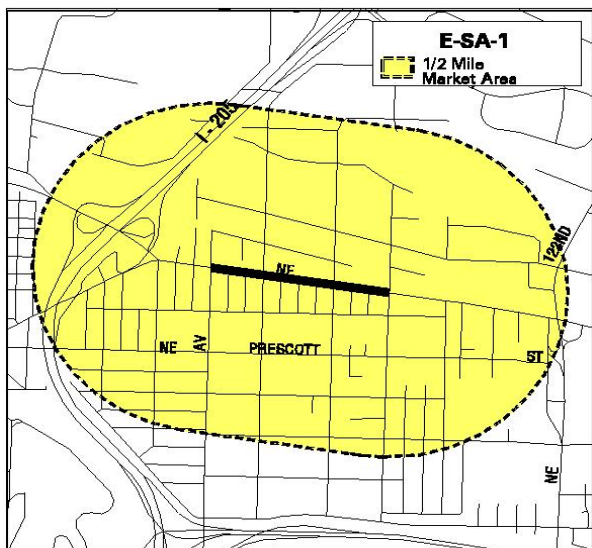 E-SA-1
1/2 Mile
Market Area
I - 205
122ND
NE
NE
AV
PRESCOTT
ST
NE